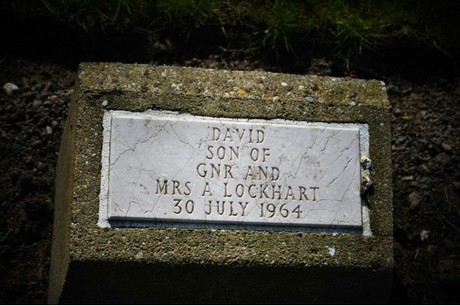 DAVID
SON OF
GNR AND
MRS A LOCKHART
30 JULY 1964